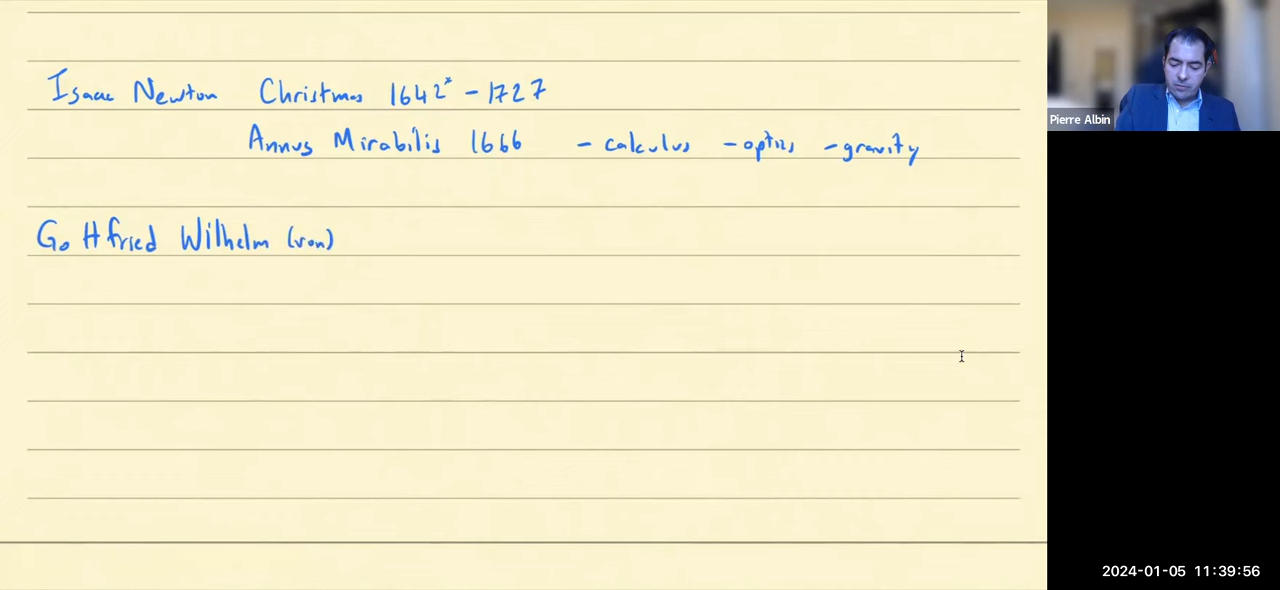 Isaac Newton Christmas 1642* - 1727
Annus Mirabilis 1666 - calculus - optics - gravity
Gottfried Wilhelm (von)
Pierre Albin
2024-01-05 11:39:56